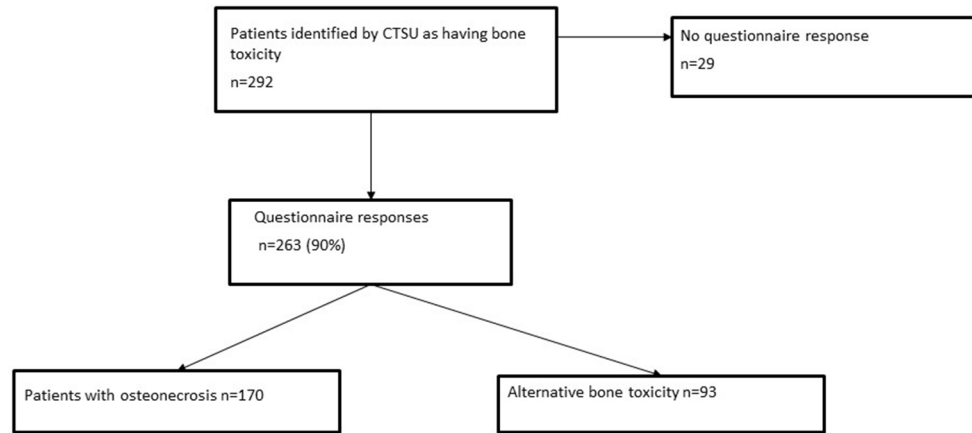 Patients identified by CTSU as having bone
toxicity
n=292
No questionnaire response
n=29
Questionnaire responses
n=263 (90%)
Patients with osteonecrosis n=170
Alternative bone toxicity n=93